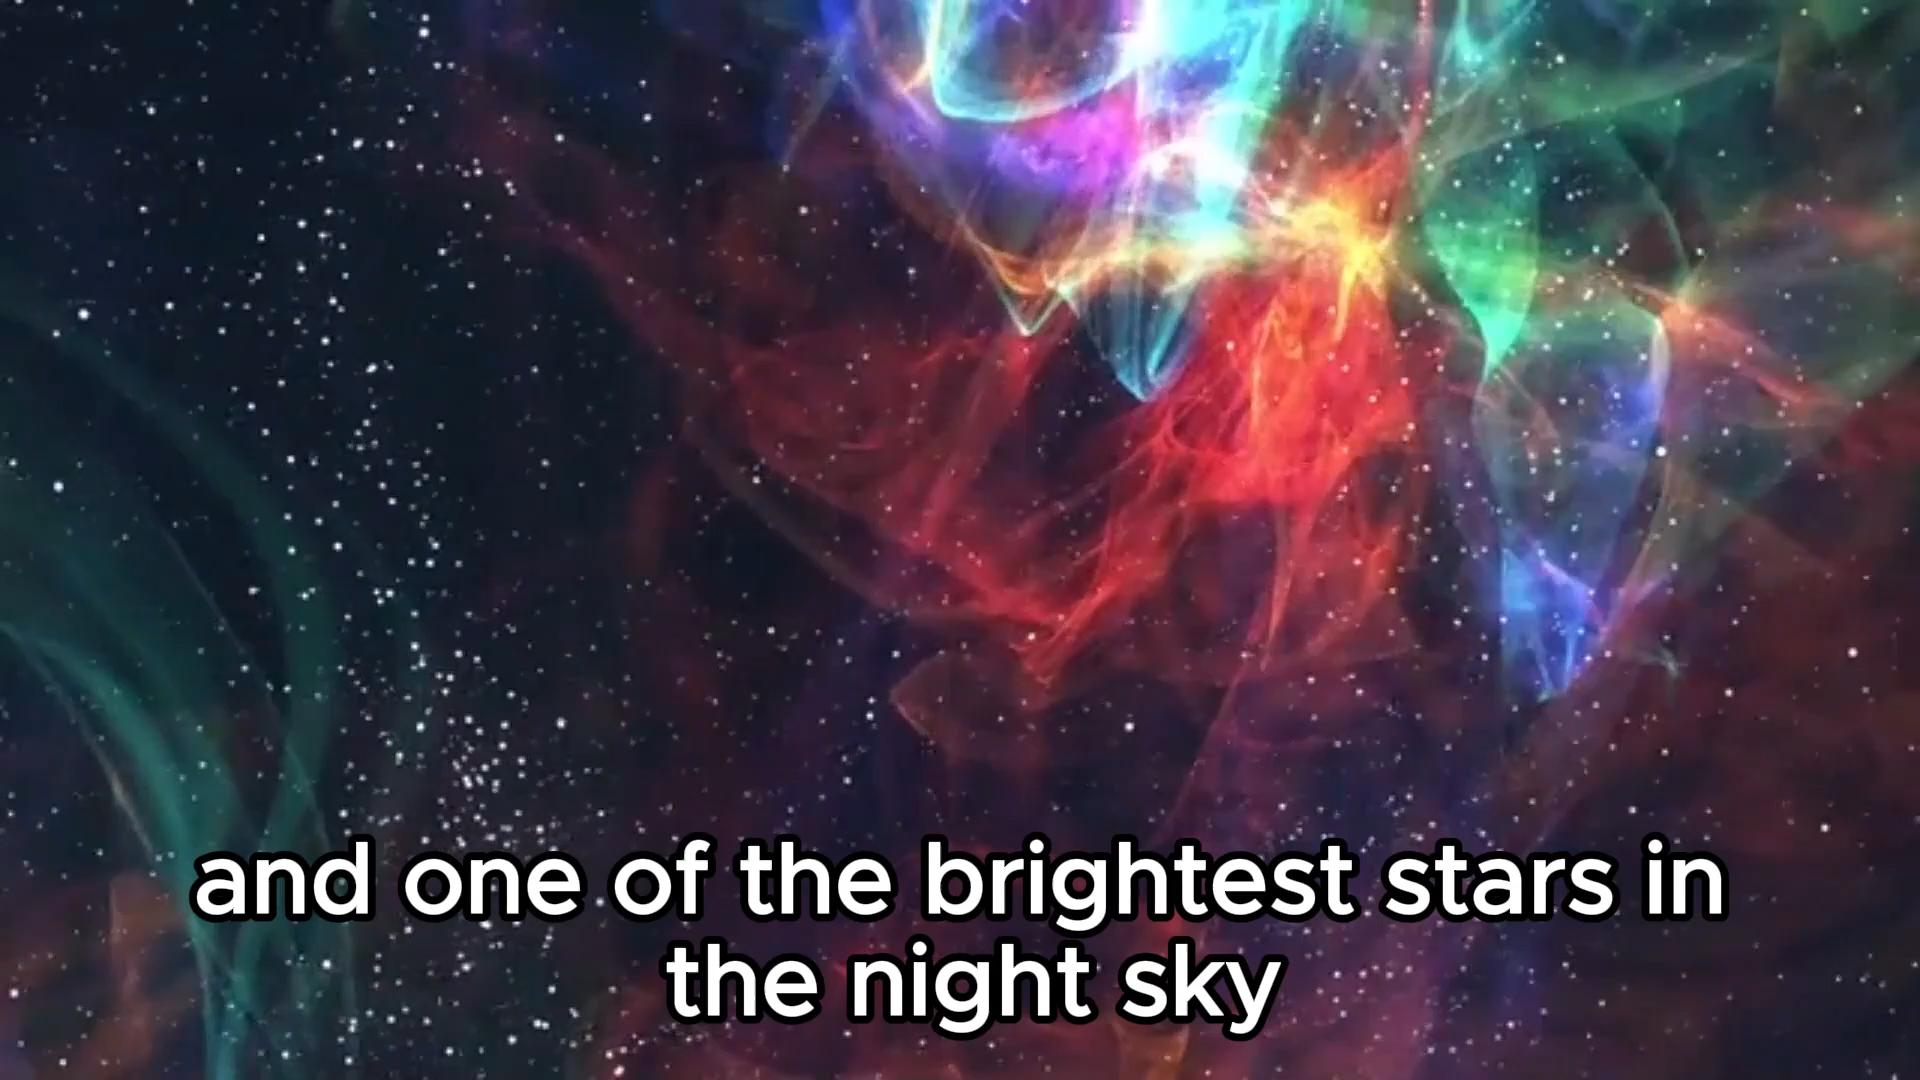 and one of the brightest stars in
the night sky